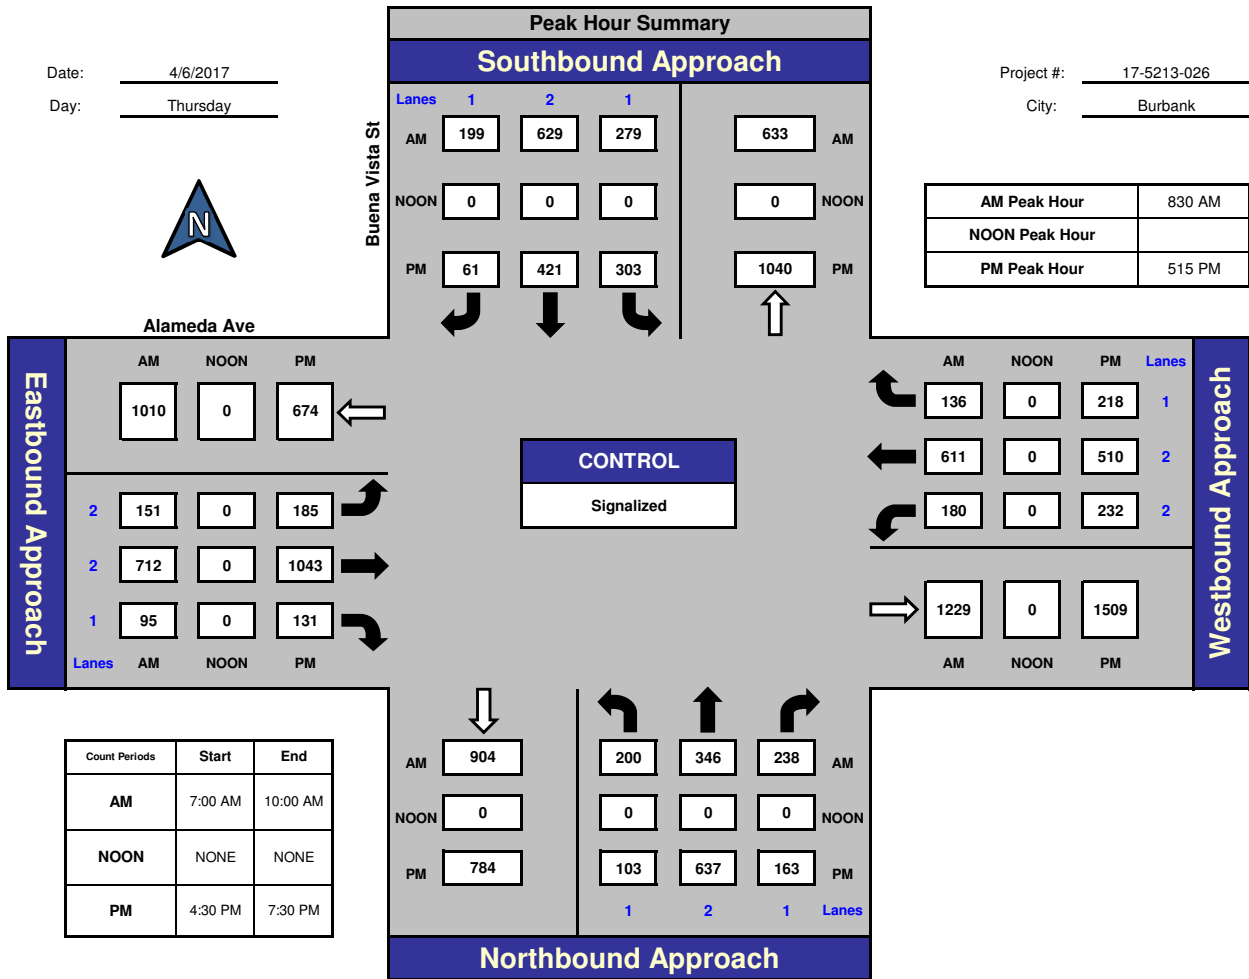 Peak Hour Summary
Southbound Approach
Date: 4/6/2017
Day: Thursday
Project #: 17-5213-026
City: Burbank
N
Buena Vista St
Lanes 1 2 1
AM 199 629 279 633 AM
NOON 0 0 0 0 NOON
PM 61 421 303 1040 PM
AM Peak Hour 830 AM
NOON Peak Hour
PM Peak Hour 515 PM
Alameda Ave
Eastbound Approach
AM NOON PM
1010 0 674
2 151 0 185
2 712 0 1043
1 95 0 131
Lanes AM NOON PM
CONTROL
Signalized
AM NOON PM Lanes
136 0 218 1
611 0 510 2
180 0 232 2
1229 0 1509
AM NOON PM
Westbound Approach
Count Periods Start End
AM 7:00 AM 10:00 AM
NOON NONE NONE
PM 4:30 PM 7:30 PM
AM 904 200 346 238 AM
NOON 0 0 0 0 NOON
PM 784 103 637 163 PM
1 2 1 Lanes
Northbound Approach